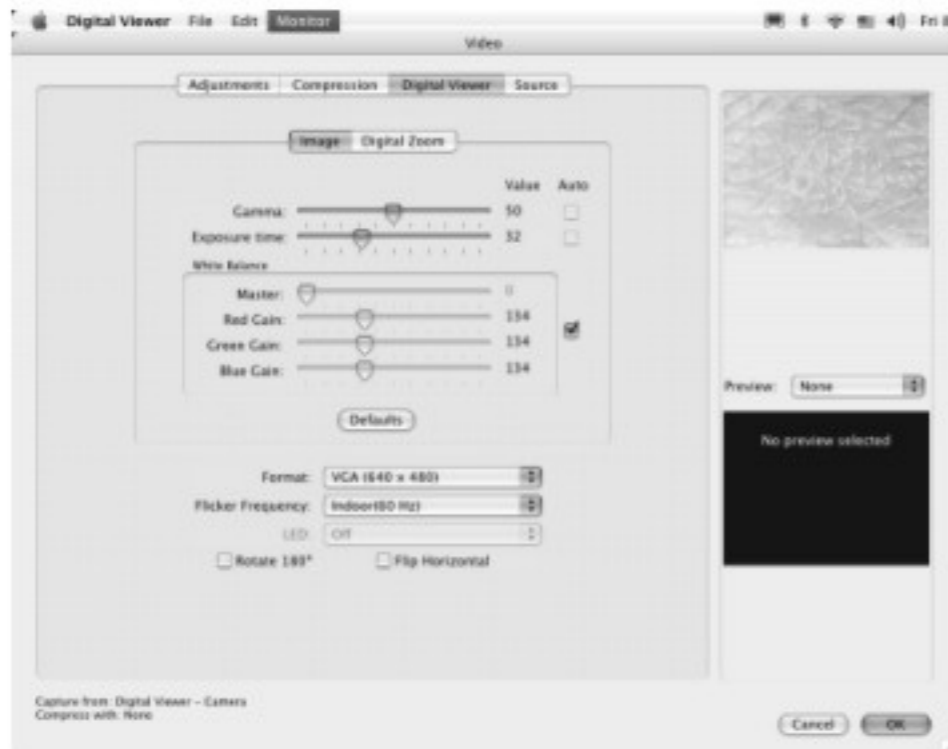 Digital Viewer File Edit Monitor Fri
Video
Adjustments Compression Digital Viewer Source
Image Digital Zoom
Value Auto
Gamma: 50
Exposure time: 32
White Balance
Master: 0
Red Gain: 134
Green Gain: 134
Blue Gain: 134
Defaults
Preview: None
No preview selected
Format: VGA (640 x 480)
Flicker Frequency: Indoor(60 Hz)
LED: Off
Rotate 180° Flip Horizontal
Capture from: Digital Viewer - Camera
Compress with: None
Cancel OK